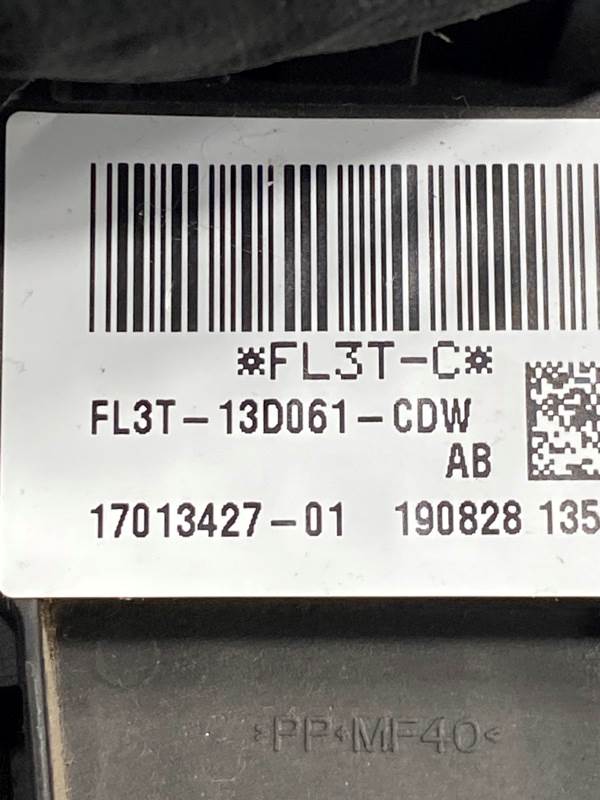 *FL3T-C*
FL3T-13D061-CDW
AB
17013427-01 190828 135
>PP-MF40<